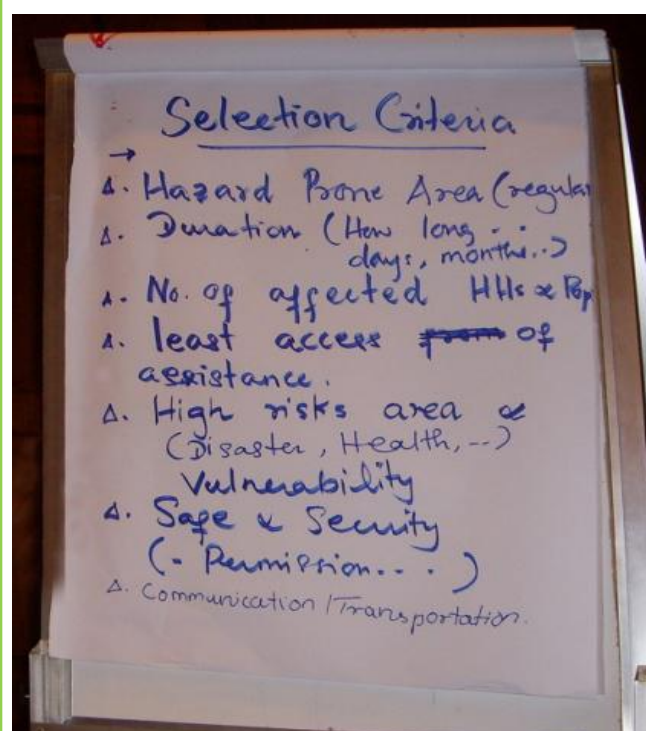 Selection Criteria
→
Δ. Hazard Prone Area (regular
Δ. Duration (How long . .
days, months..)
Δ. No. of affected HHs & Pop
Δ. least access of
assistance.
Δ. High risks area &
(Disaster, Health, --)
Vulnerability
Δ. Safe & Security
(- Permission. . . )
Δ. Communication / Transportation.